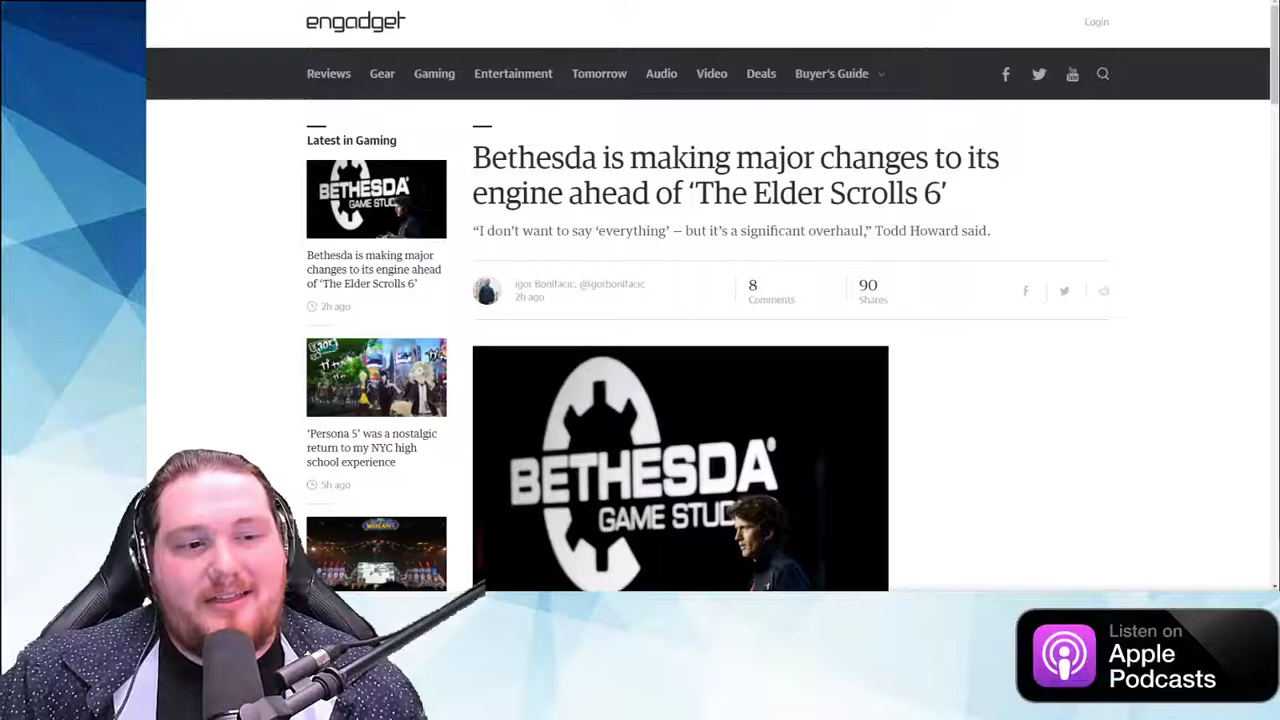 engadget
Login
Reviews Gear Gaming Entertainment Tomorrow Audio Video Deals Buyer's Guide
Latest in Gaming
BETHESDA
GAME STUD
Bethesda is making major
changes to its engine ahead
of ‘The Elder Scrolls 6’
2h ago
‘Persona 5’ was a nostalgic
return to my NYC high
school experience
5h ago
Bethesda is making major changes to its
engine ahead of ‘The Elder Scrolls 6’
“I don’t want to say ‘everything’ — but it’s a significant overhaul,” Todd Howard said.
Igor Bonifacic, @igorbonifacic
2h ago
8
Comments
90
Shares
BETHESDA
GAME STUD
Listen on
Apple
Podcasts